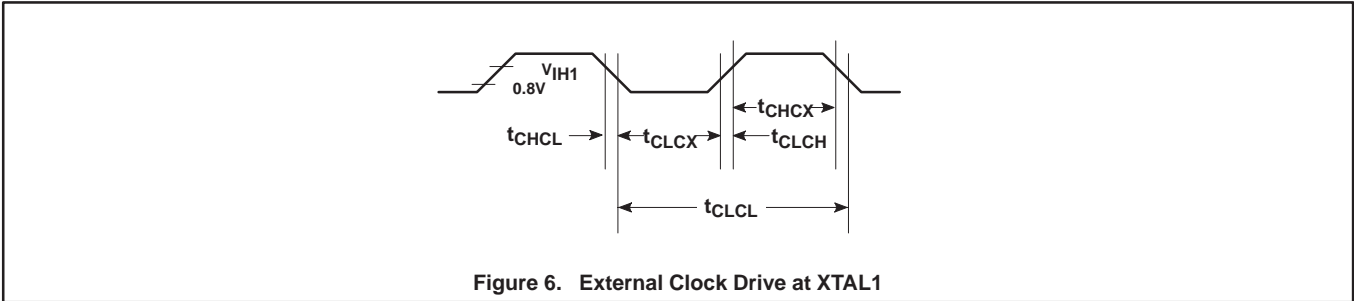 VIH1
0.8V
tCHCX
tCHCL
tCLCX
tCLCH
tCLCL
Figure 6. External Clock Drive at XTAL1